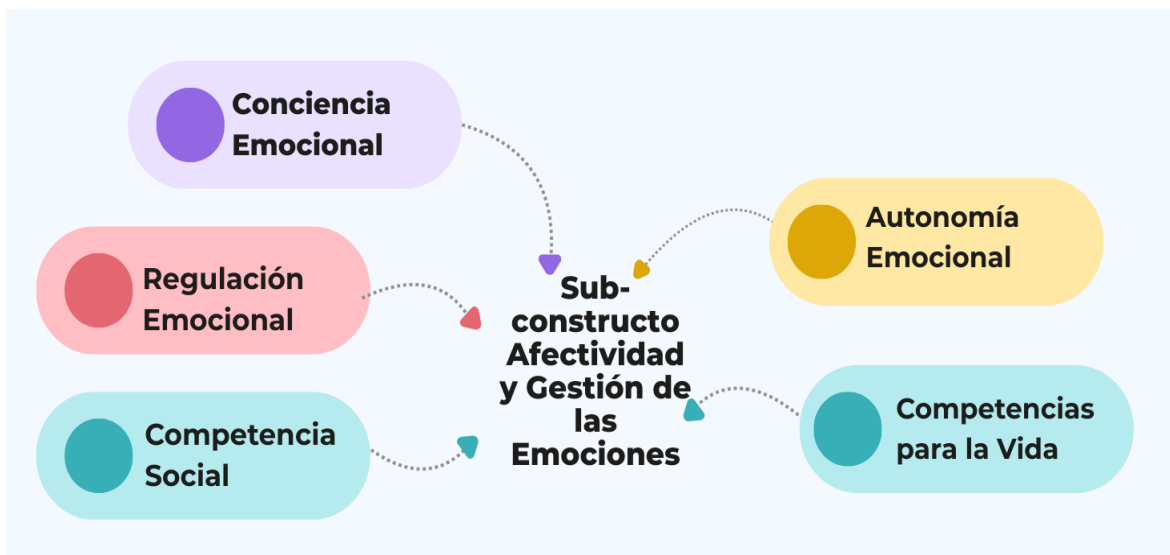 Conciencia
Emocional
Regulación
Emocional
Competencia
Social
Sub-
constructo
Afectividad
y Gestión de
las
Emociones
Autonomía
Emocional
Competencias
para la Vida